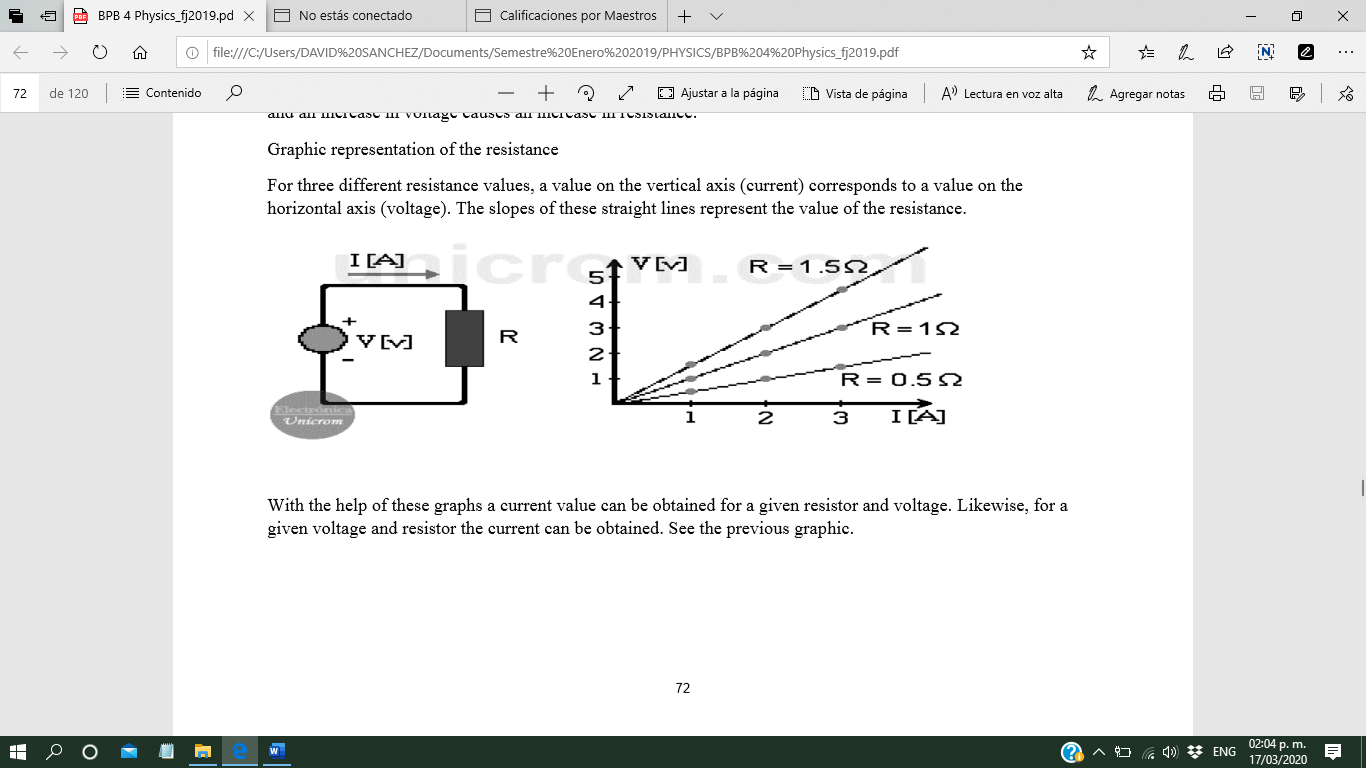 BPB 4 Physics_fj2019.pd
No estás conectado
Calificaciones por Maestros
file:///C:/Users/DAVID%20SANCHEZ/Documents/Semestre%20Enero%202019/PHYSICS/BPB%204%20Physics_fj2019.pdf
72 de 120 Contenido Ajustar a la página Vista de página Lectura en voz alta Agregar notas
and an increase in voltage causes an increase in resistance.
Graphic representation of the resistance
For three different resistance values, a value on the vertical axis (current) corresponds to a value on the
horizontal axis (voltage). The slopes of these straight lines represent the value of the resistance.
unicrom.com
I [A]
+
V [v]
-
R
Electrónica
Unicrom
V [v]
5
4
3
2
1
R = 1.5 Ω
R = 1 Ω
R = 0.5 Ω
1 2 3 I [A]
With the help of these graphs a current value can be obtained for a given resistor and voltage. Likewise, for a
given voltage and resistor the current can be obtained. See the previous graphic.
72
ENG
02:04 p. m.
17/03/2020